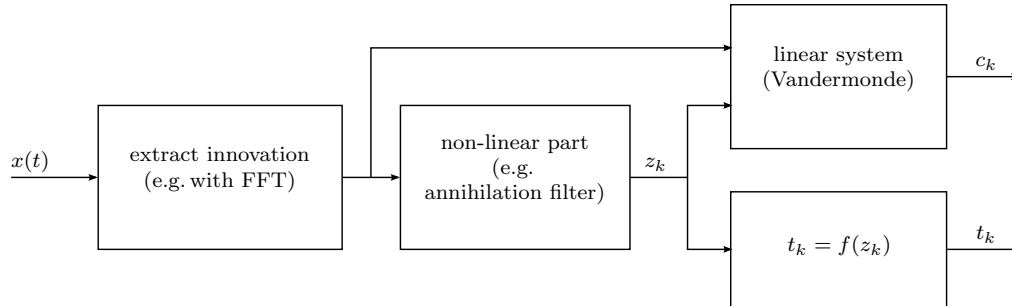 linear system
(Vandermonde)
c_k
x(t)
extract innovation
(e.g. with FFT)
non-linear part
(e.g.
annihilation filter)
z_k
t_k = f(z_k)
t_k